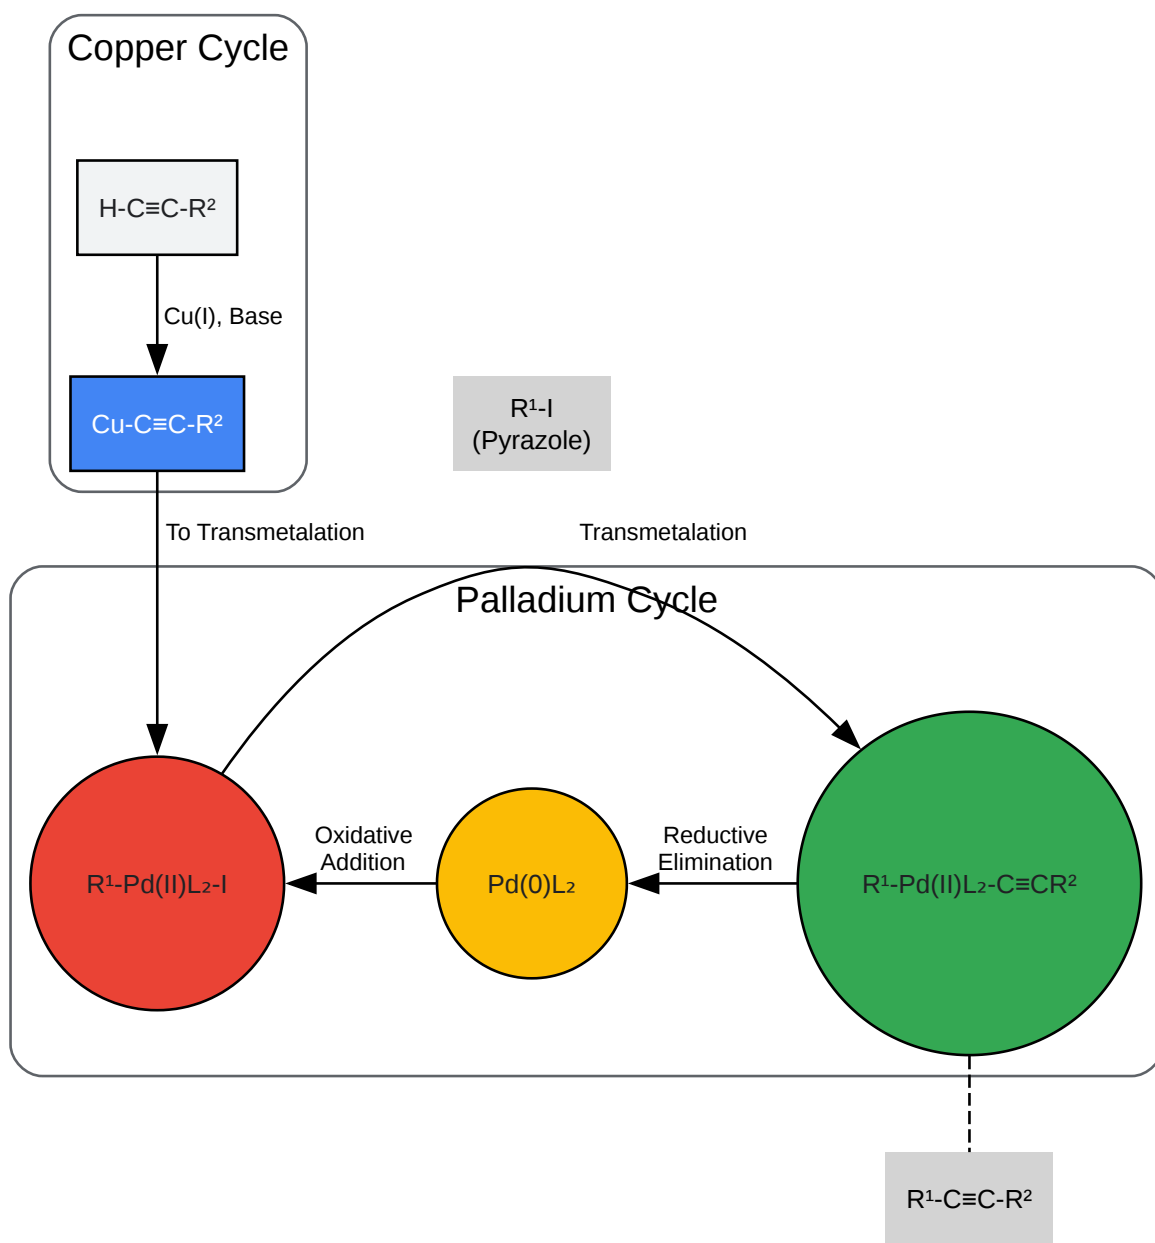 Copper Cycle
H-C≡C-R²
Cu(I), Base
Cu-C≡C-R²
R¹-I
(Pyrazole)
To Transmetalation
Transmetalation
Palladium Cycle
R¹-Pd(II)L₂-I
Oxidative
Addition
Pd(0)L₂
Reductive
Elimination
R¹-Pd(II)L₂-C≡CR²
R¹-C≡C-R²